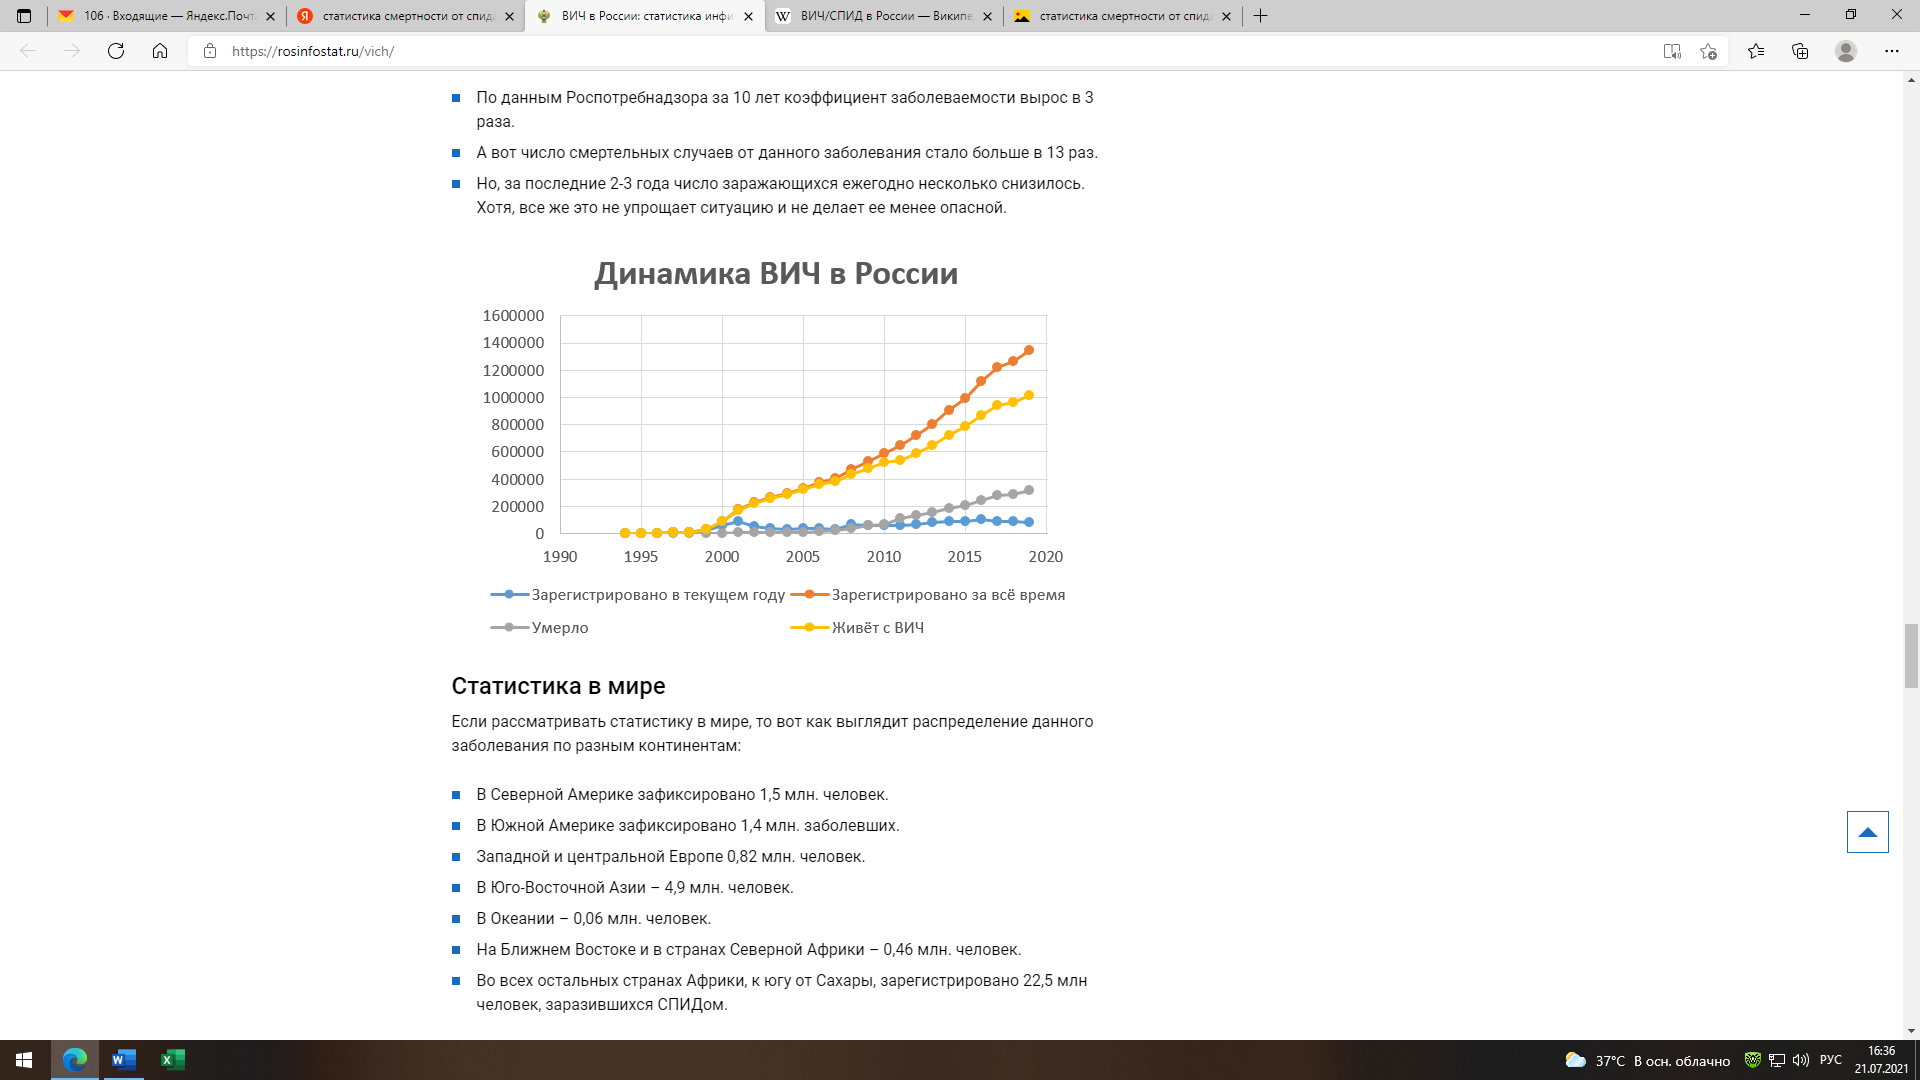 106 · Входящие — Яндекс.Почт
статистика смертности от спида
ВИЧ в России: статистика инфи
ВИЧ/СПИД в России — Википе
статистика смертности от спида
https://rosinfostat.ru/vich/
По данным Роспотребнадзора за 10 лет коэффициент заболеваемости вырос в 3
раза.
А вот число смертельных случаев от данного заболевания стало больше в 13 раз.
Но, за последние 2-3 года число заражающихся ежегодно несколько снизилось.
Хотя, все же это не упрощает ситуацию и не делает ее менее опасной.
Динамика ВИЧ в России
1600000
1400000
1200000
1000000
800000
600000
400000
200000
0
1990 1995 2000 2005 2010 2015 2020
Зарегистрировано в текущем году Зарегистрировано за всё время
Умерло Живёт с ВИЧ
Статистика в мире
Если рассматривать статистику в мире, то вот как выглядит распределение данного
заболевания по разным континентам:
В Северной Америке зафиксировано 1,5 млн. человек.
В Южной Америке зафиксировано 1,4 млн. заболевших.
Западной и центральной Европе 0,82 млн. человек.
В Юго-Восточной Азии – 4,9 млн. человек.
В Океании – 0,06 млн. человек.
На Ближнем Востоке и в странах Северной Африки – 0,46 млн. человек.
Во всех остальных странах Африки, к югу от Сахары, зарегистрировано 22,5 млн
человек, заразившихся СПИДом.
37°C В осн. облачно РУС 16:36
21.07.2021